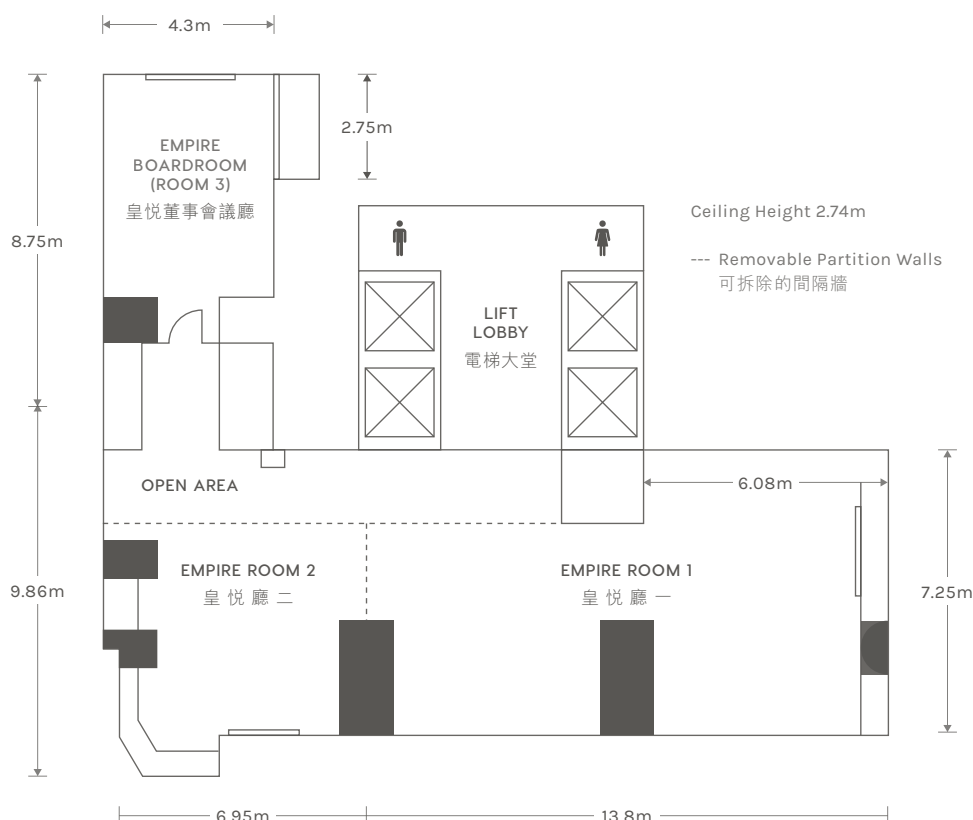 4.3m
2.75m
EMPIRE
BOARDROOM
(ROOM 3)
皇悦董事會議廳
Ceiling Height 2.74m
8.75m
--- Removable Partition Walls
可拆除的間隔牆
LIFT
LOBBY
電梯大堂
OPEN AREA
6.08m
EMPIRE ROOM 2
皇悦廳二
EMPIRE ROOM 1
皇悦廳一
9.86m
7.25m
6.95m
13.8m